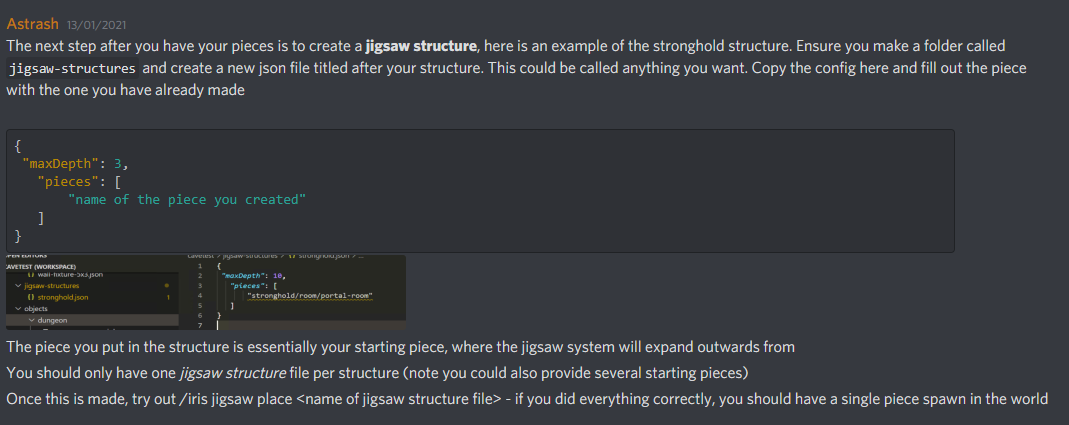 Astrash 13/01/2021
The next step after you have your pieces is to create a jigsaw structure, here is an example of the stronghold structure. Ensure you make a folder called
jigsaw-structures and create a new json file titled after your structure. This could be called anything you want. Copy the config here and fill out the piece
with the one you have already made
{
"maxDepth": 3,
"pieces": [
"name of the piece you created"
]
}
CAVETEST (WORKSPACE)
{} wall-fixture-5x3.json
jigsaw-structures
{} stronghold.json 1
objects
dungeon
cavetest > jigsaw-structures > {} stronghold.json > ...
1 {
2 "maxDepth": 10,
3 "pieces": [
4 "stronghold/room/portal-room"
5 ]
6 }
7
The piece you put in the structure is essentially your starting piece, where the jigsaw system will expand outwards from
You should only have one jigsaw structure file per structure (note you could also provide several starting pieces)
Once this is made, try out /iris jigsaw place <name of jigsaw structure file> - if you did everything correctly, you should have a single piece spawn in the world